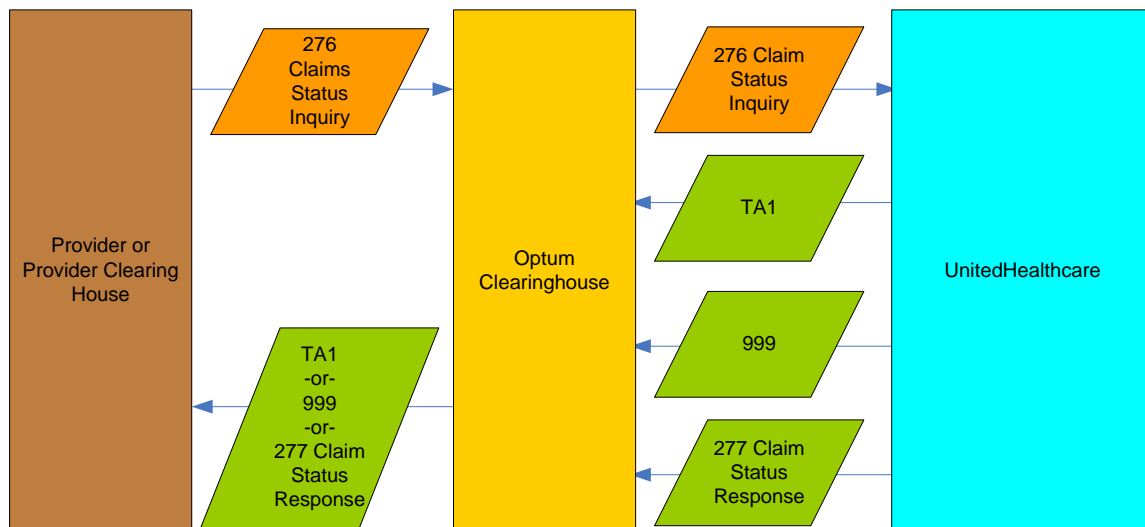 276
Claims
Status
Inquiry
276 Claim
Status
Inquiry
TA1
Provider or
Provider Clearing
House
Optum
Clearinghouse
UnitedHealthcare
999
TA1
-or-
999
-or-
277 Claim
Status
Response
277 Claim
Status
Response